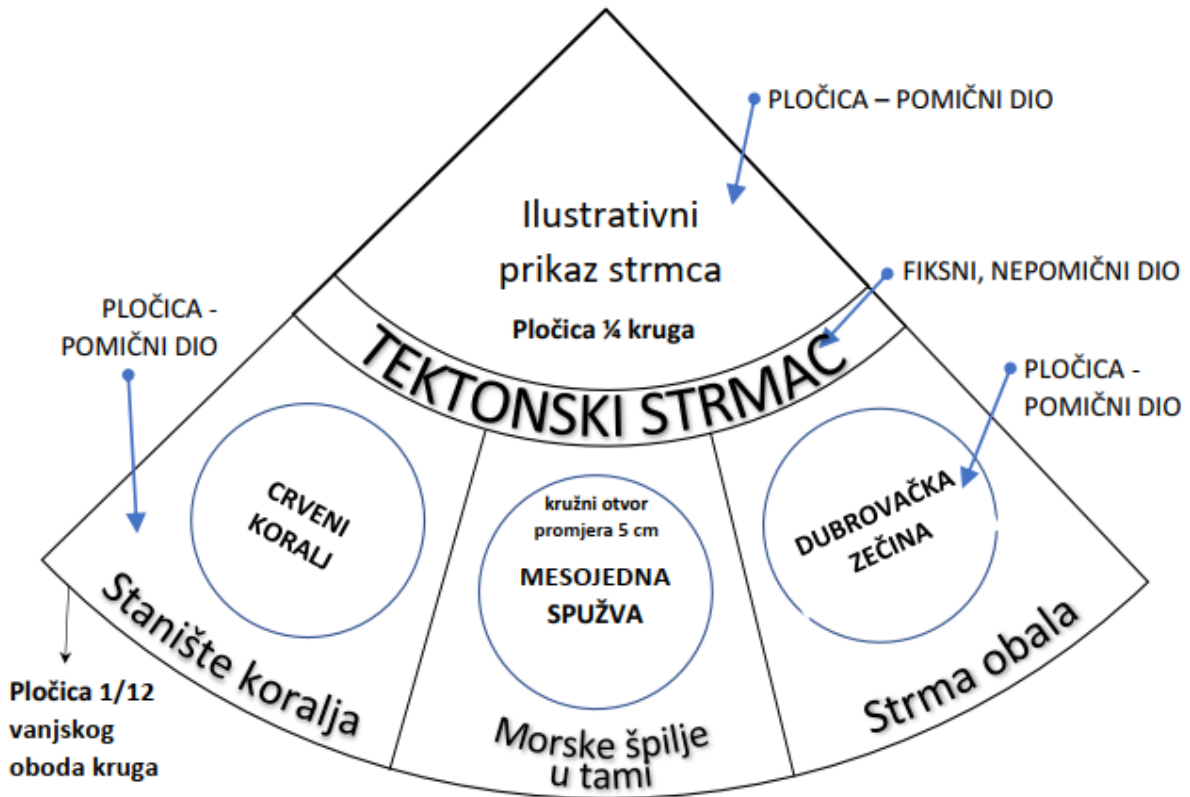 PLOČICA – POMIČNI DIO
Ilustrativni
prikaz strmca
Pločica ¼ kruga
FIKSNI, NEPOMIČNI DIO
PLOČICA -
POMIČNI DIO
TEKTONSKI STRMAC
PLOČICA -
POMIČNI DIO
CRVENI
KORALJ
kružni otvor
promjera 5 cm
MESOJEDNA
SPUŽVA
DUBROVAČKA
ZEČINA
Stanište koralja
Morske špilje
u tami
Strma obala
Pločica 1/12
vanjskog
oboda kruga